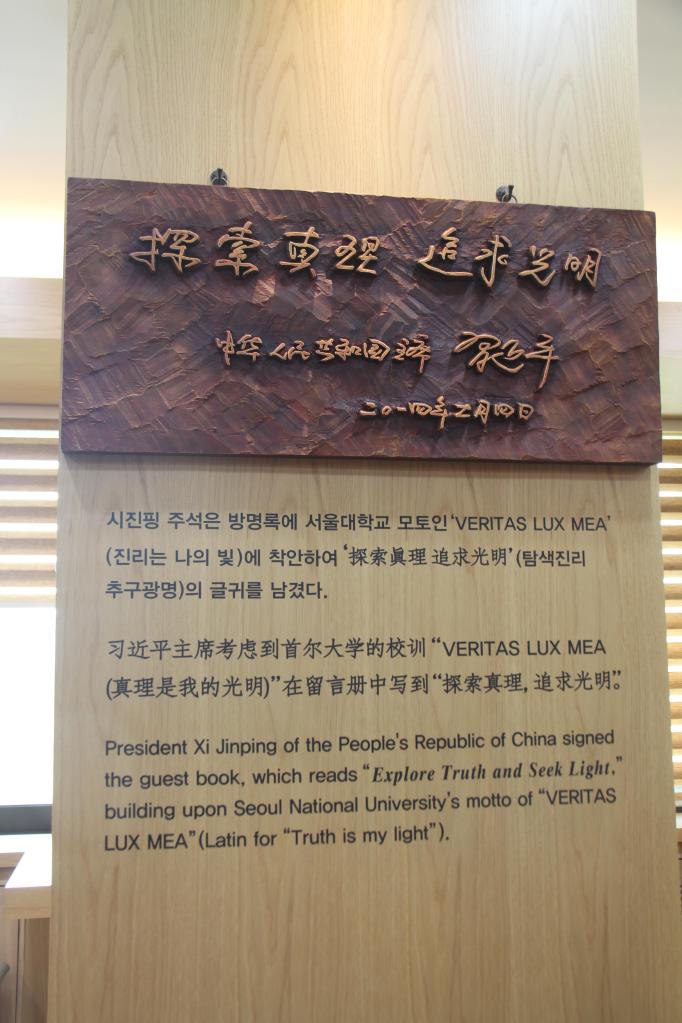 探索真理 追求光明
中华人民共和国主席 习近平
二〇一四年七月四日
시진핑 주석은 방명록에 서울대학교 모토인 'VERITAS LUX MEA'
(진리는 나의 빛)에 착안하여 '探索眞理 追求光明'(탐색진리
추구광명)의 글귀를 남겼다.
习近平主席考虑到首尔大学的校训 “VERITAS LUX MEA
(真理是我的光明)”在留言册中写到“探索真理, 追求光明”。
President Xi Jinping of the People's Republic of China signed
the guest book, which reads “Explore Truth and Seek Light,”
building upon Seoul National University's motto of “VERITAS
LUX MEA”(Latin for “Truth is my light”).